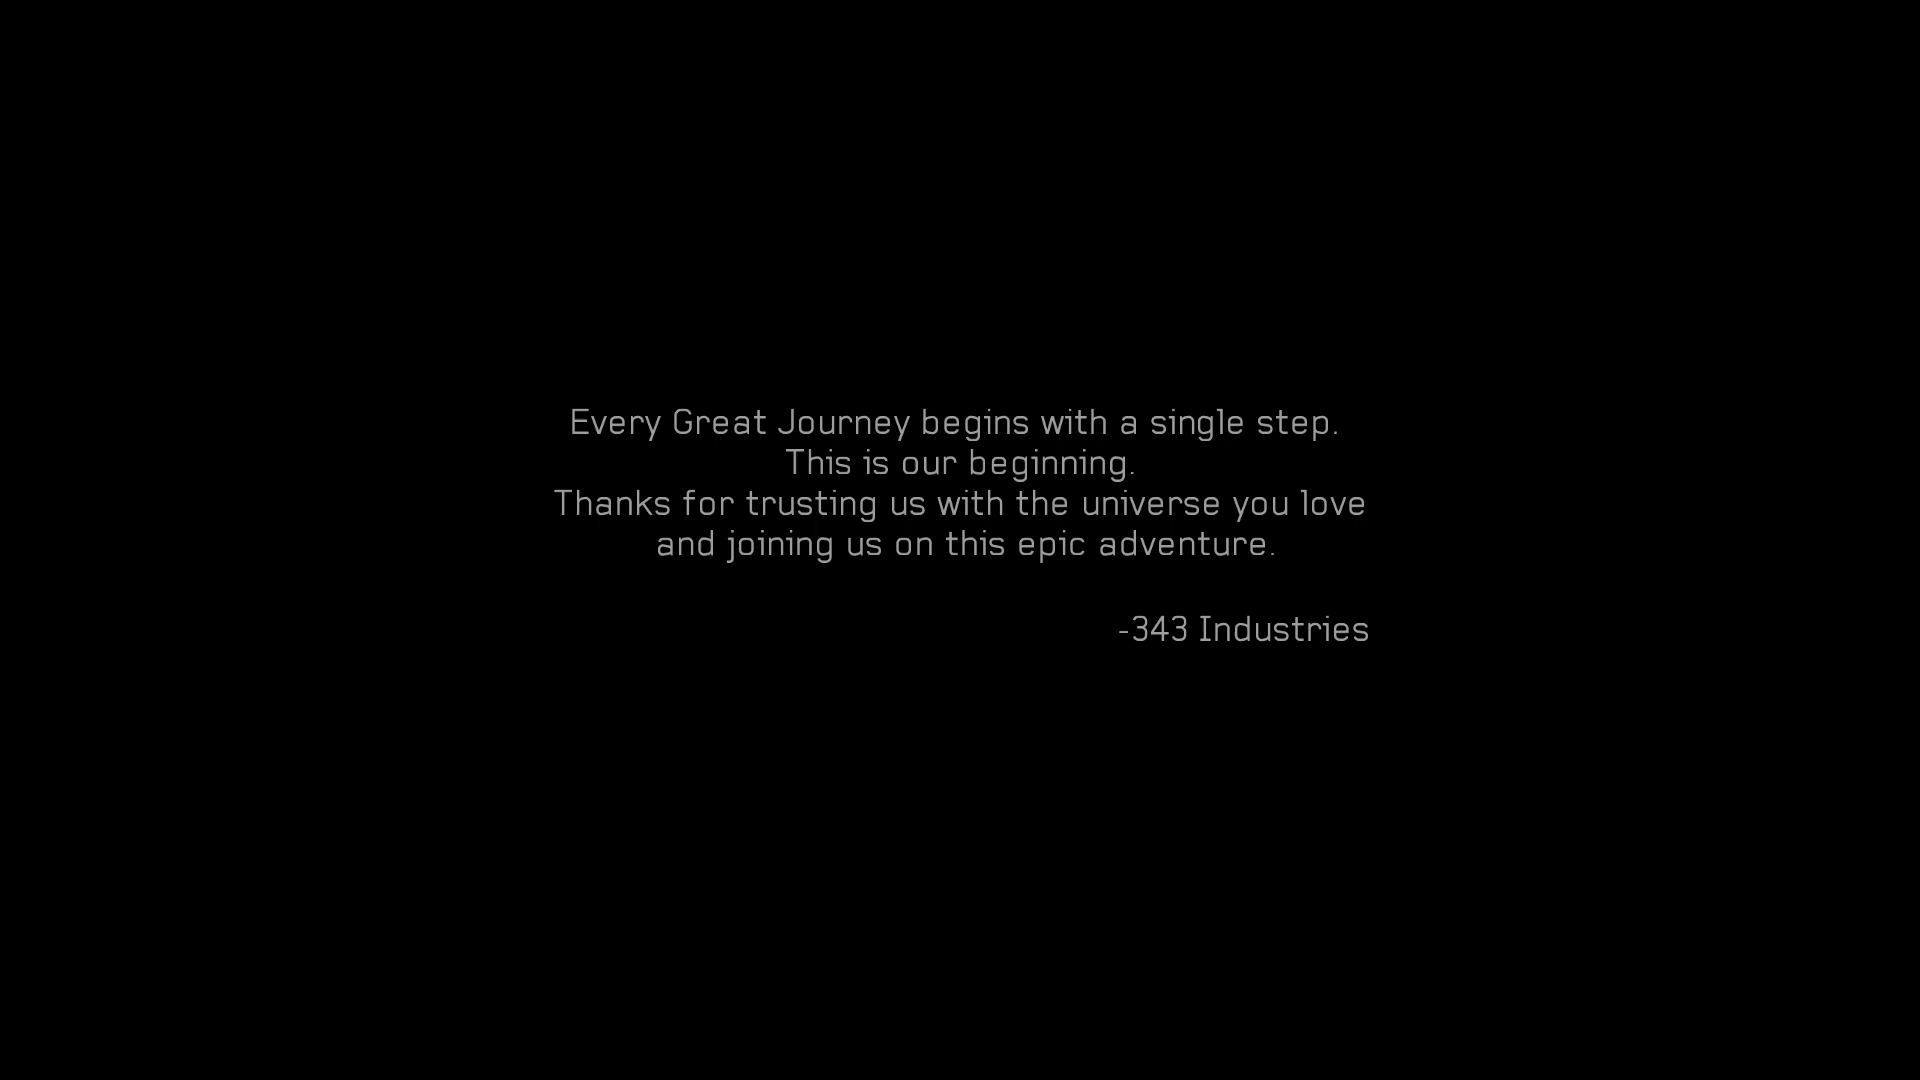 Every Great Journey begins with a single step.
This is our beginning.
Thanks for trusting us with the universe you love
and joining us on this epic adventure.
-343 Industries